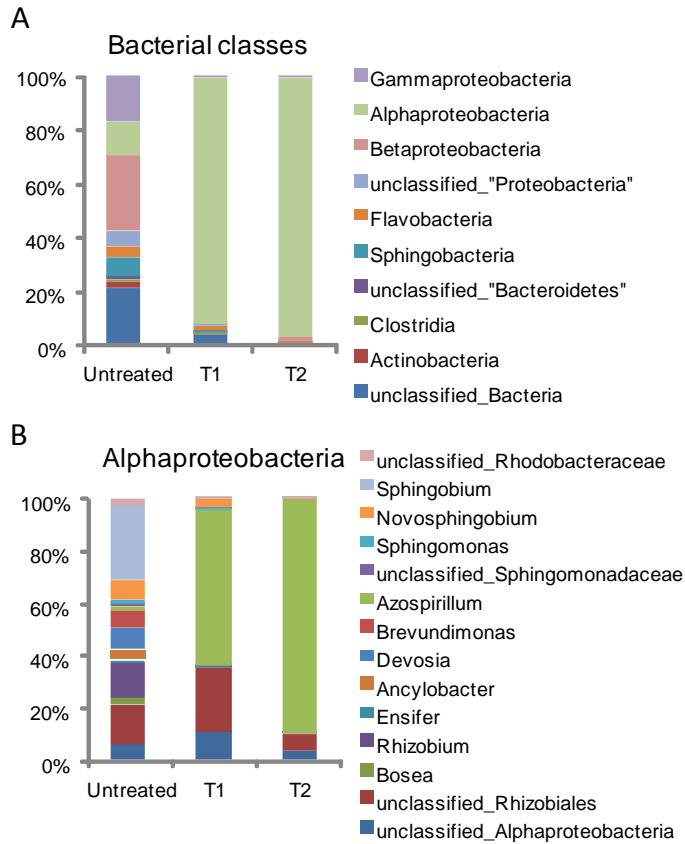 A
Bacterial classes
100%
80%
60%
40%
20%
0%
Untreated T1 T2
Gammaproteobacteria
Alphaproteobacteria
Betaproteobacteria
unclassified_"Proteobacteria"
Flavobacteria
Sphingobacteria
unclassified_"Bacteroidetes"
Clostridia
Actinobacteria
unclassified_Bacteria
B
Alphaproteobacteria
100%
80%
60%
40%
20%
0%
Untreated T1 T2
unclassified_Rhodobacteraceae
Sphingobium
Novosphingobium
Sphingomonas
unclassified_Sphingomonadaceae
Azospirillum
Brevundimonas
Devosia
Ancylobacter
Ensifer
Rhizobium
Bosea
unclassified_Rhizobiales
unclassified_Alphaproteobacteria